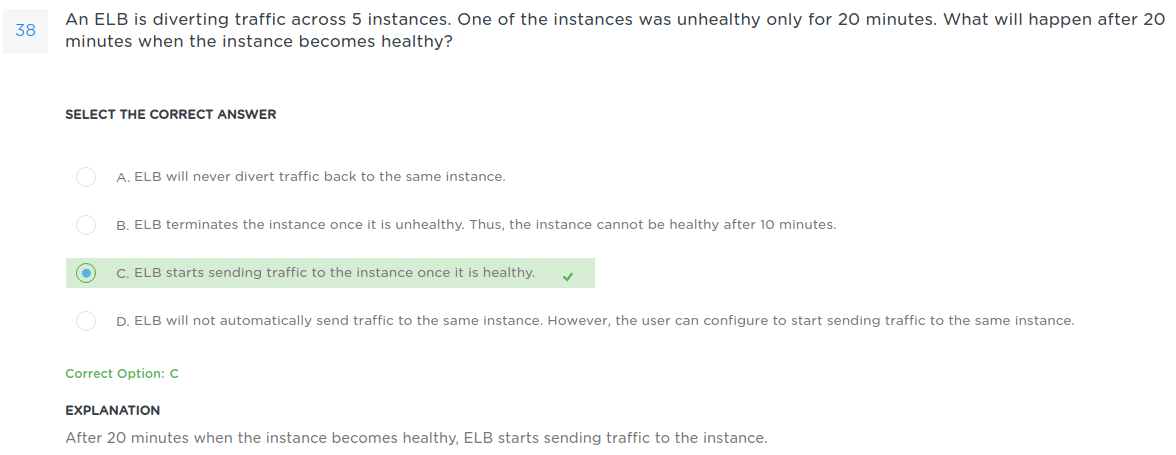 38
An ELB is diverting traffic across 5 instances. One of the instances was unhealthy only for 20 minutes. What will happen after 20
minutes when the instance becomes healthy?
SELECT THE CORRECT ANSWER
A. ELB will never divert traffic back to the same instance.
B. ELB terminates the instance once it is unhealthy. Thus, the instance cannot be healthy after 10 minutes.
C. ELB starts sending traffic to the instance once it is healthy.
D. ELB will not automatically send traffic to the same instance. However, the user can configure to start sending traffic to the same instance.
Correct Option: C
EXPLANATION
After 20 minutes when the instance becomes healthy, ELB starts sending traffic to the instance.